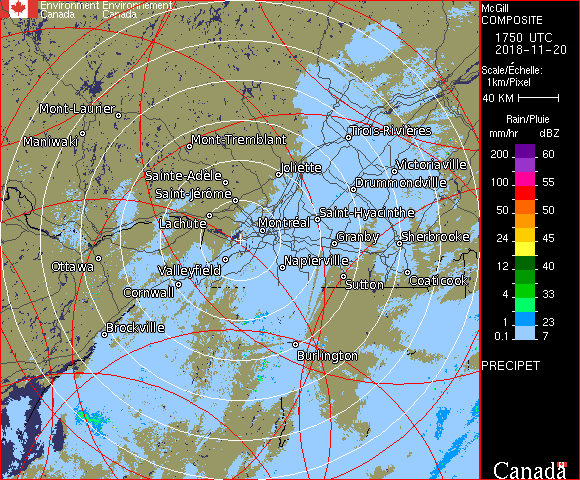 Environment Environnement
Canada Canada
McGill
COMPOSITE
1750 UTC
2018-11-20
Scale/Échelle:
1km/Pixel
40 KM
Rain/Pluie
mm/hr dBZ
200 60
100 55
50 50
24 45
12 40
4 33
1 23
0.1 7
PRECIPET
Mont-Laurier
Maniwaki
Mont-Tremblant
Trois-Rivières
Joliette
Victoriaville
Sainte-Adèle
Drummondville
Saint-Jérôme
Saint-Hyacinthe
Lachute
Montréal
Granby
Sherbrooke
Ottawa
Valleyfield
Napierville
Sutton
Coaticook
Cornwall
Brockville
Burlington
Canada